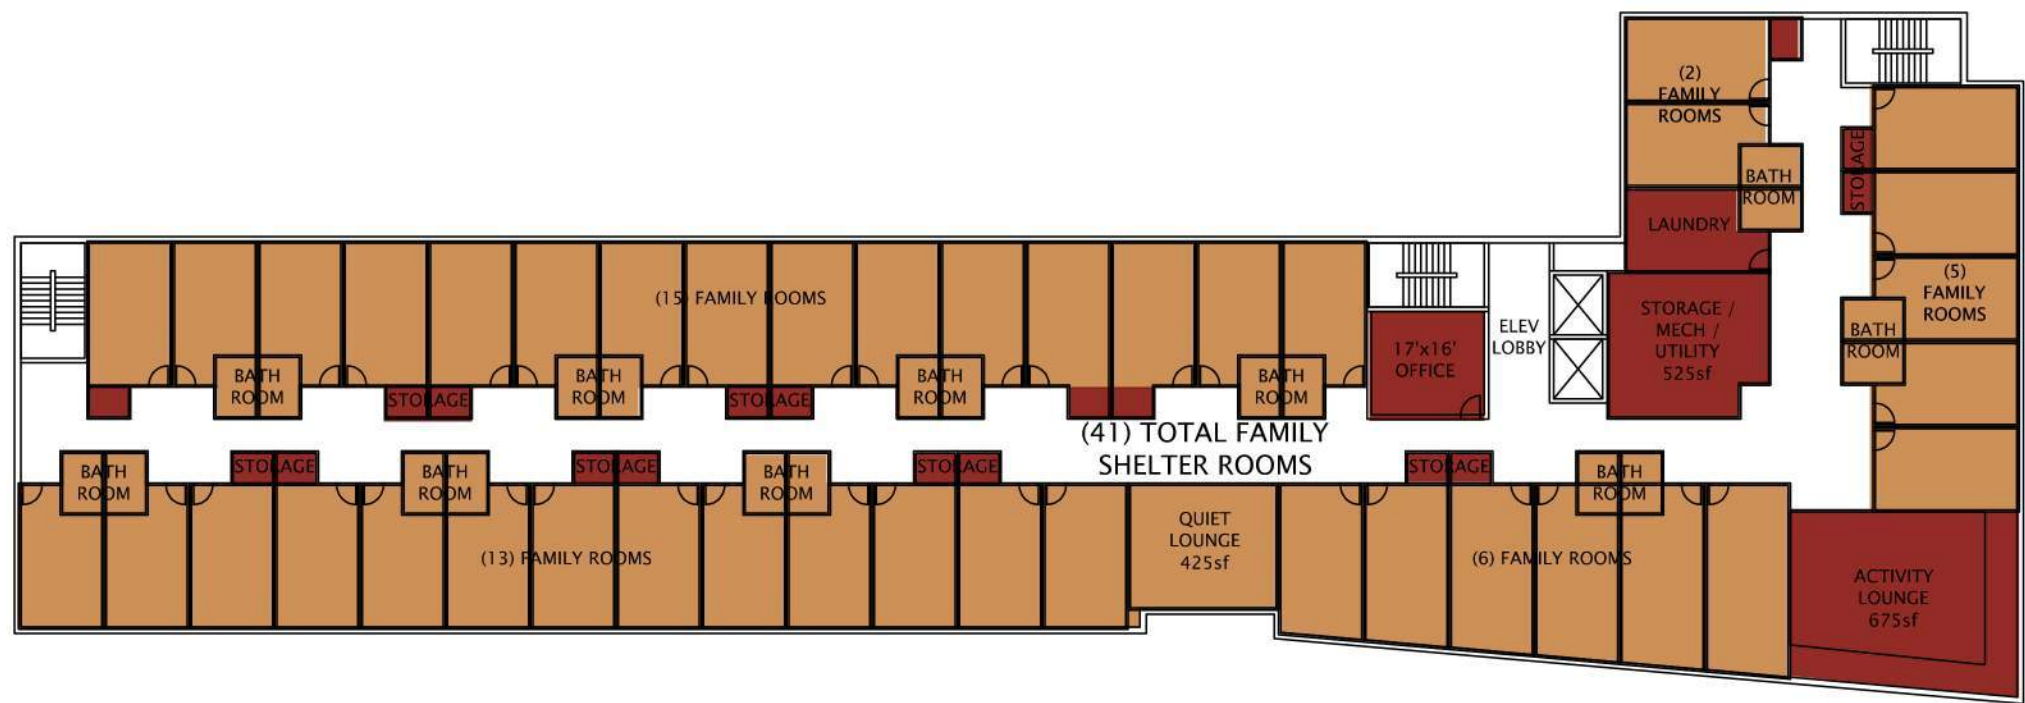 (2)
FAMILY
ROOMS
BATH
ROOM
STORAGE
LAUNDRY
(5)
FAMILY
ROOMS
(15) FAMILY ROOMS
STORAGE /
MECH /
UTILITY
525sf
ELEV
LOBBY
17'x16'
OFFICE
BATH
ROOM
BATH
ROOM
STORAGE
BATH
ROOM
STORAGE
BATH
ROOM
BATH
ROOM
(41) TOTAL FAMILY
SHELTER ROOMS
BATH
ROOM
STORAGE
BATH
ROOM
STORAGE
BATH
ROOM
STORAGE
STORAGE
BATH
ROOM
QUIET
LOUNGE
425sf
(13) FAMILY ROOMS
(6) FAMILY ROOMS
ACTIVITY
LOUNGE
675sf